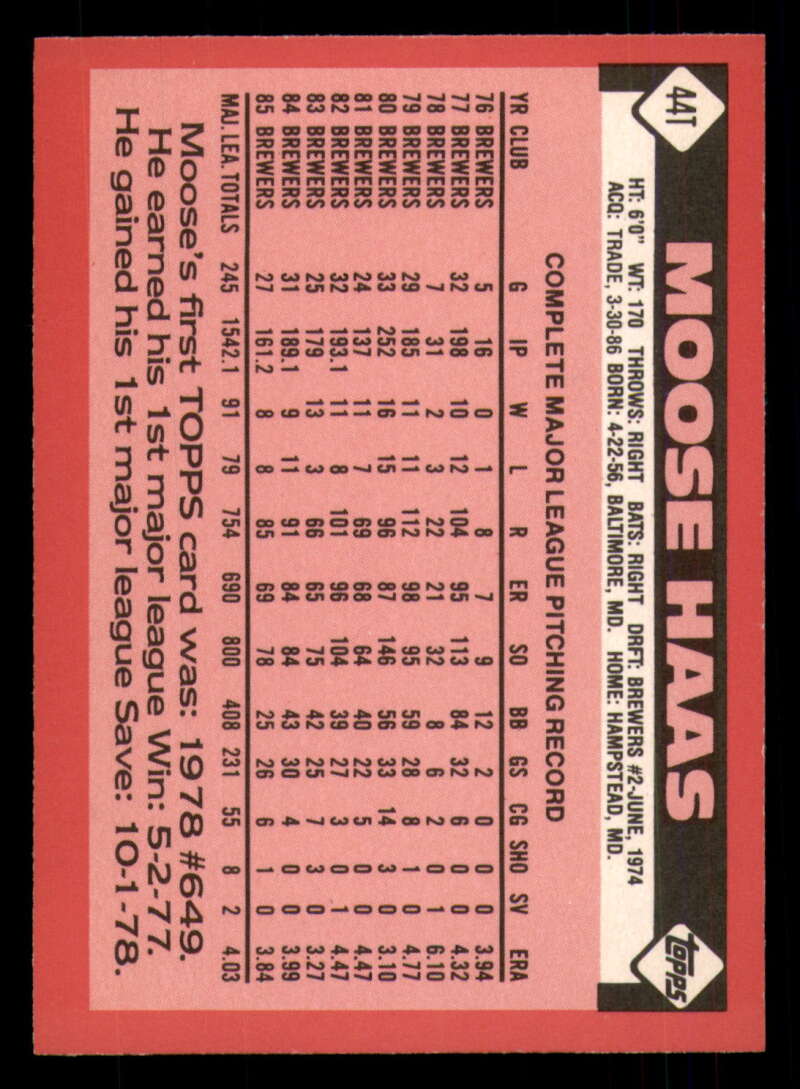 44T
MOOSE HAAS
topps
HT: 6'0" WT: 170 THROWS: RIGHT BATS: RIGHT DRFT: BREWERS #2-JUNE, 1974
ACQ: TRADE, 3-30-86 BORN: 4-22-56, BALTIMORE, MD. HOME: HAMPSTEAD, MD.
COMPLETE MAJOR LEAGUE PITCHING RECORD
YR CLUB G IP W L R ER SO BB GS CG SHO SV ERA
76 BREWERS 5 16 0 1 8 7 9 12 2 0 0 0 3.94
77 BREWERS 32 198 10 12 104 95 113 84 32 6 0 0 4.32
78 BREWERS 7 31 2 3 22 21 32 8 6 2 0 1 6.10
79 BREWERS 29 185 11 11 112 98 95 59 28 8 1 0 4.77
80 BREWERS 33 252 16 15 96 87 146 56 33 14 3 0 3.10
81 BREWERS 24 137 11 7 69 68 64 40 22 5 0 0 4.47
82 BREWERS 32 193.1 11 8 101 96 104 39 27 3 0 1 4.47
83 BREWERS 25 179 13 3 66 65 75 42 25 7 3 0 3.27
84 BREWERS 31 189.1 9 11 91 84 84 43 30 4 0 0 3.99
85 BREWERS 27 161.2 8 8 85 69 78 25 26 6 1 0 3.84
MAJ. LEA. TOTALS 245 1542.1 91 79 754 690 800 408 231 55 8 2 4.03
Moose's first TOPPS card was: 1978 #649.
He earned his 1st major league Win: 5-2-77.
He gained his 1st major league Save: 10-1-78.